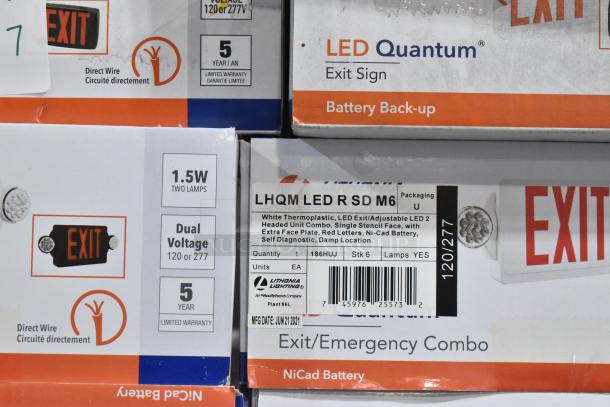 7
EXIT
Direct Wire
Circuité directement
VOLTAGE
120 or 277V
5
YEAR | AN
LIMITED WARRANTY
GARANTIE LIMITEE
EXIT
LED Quantum®
Exit Sign
Battery Back-up
1.5W
TWO LAMPS
Dual
Voltage
120 or 277
5
YEAR
LIMITED WARRANTY
EXIT
Direct Wire
Circuité directement
NiCad Battery
LHQM LED R SD M6
Packaging
U
White Thermoplastic, LED Exit/Adjustable LED 2
Headed Unit Combo, Single Stencil Face, with
Extra Face Plate, Red Letters, Ni-Cad Battery,
Self Diagnostic, Damp Location.
Quantity 186HUJ Stk 6 Lamps YES
Units EA
LITHONIA
LIGHTING®
Plant 86L
MFG DATE: JUN 21 2021
7 45976 25573 2
120/277
EXIT
Quantum®
Exit/Emergency Combo
NiCad Battery